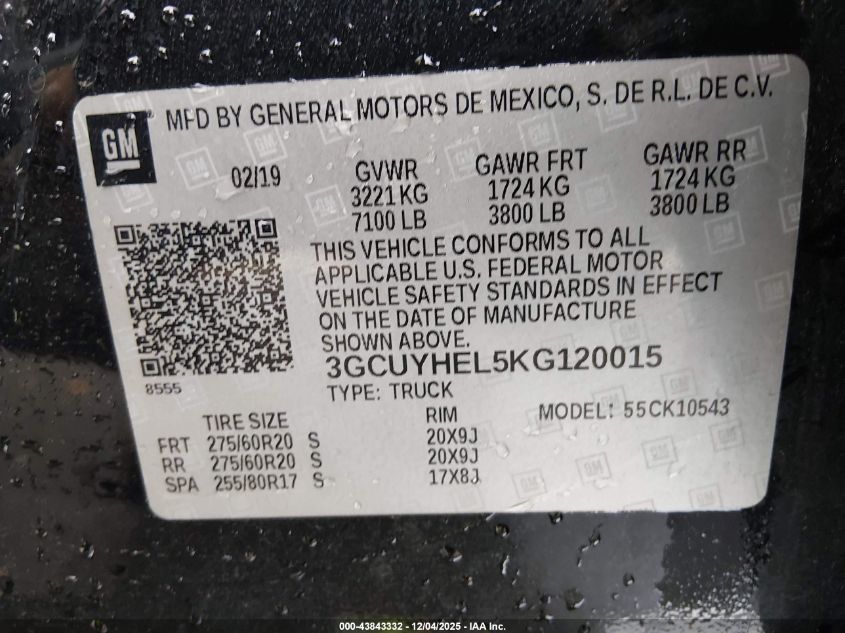 GM
MFD BY GENERAL MOTORS DE MEXICO, S. DE R.L. DE C.V.
02/19 GVWR GAWR FRT GAWR RR
3221 KG 1724 KG 1724 KG
7100 LB 3800 LB 3800 LB
THIS VEHICLE CONFORMS TO ALL
APPLICABLE U.S. FEDERAL MOTOR
VEHICLE SAFETY STANDARDS IN EFFECT
ON THE DATE OF MANUFACTURE
SHOWN ABOVE.
3GCUYHEL5KG120015
8555
TYPE: TRUCK
TIRE SIZE RIM MODEL: 55CK10543
FRT 275/60R20 S 20X9J
RR 275/60R20 S 20X9J
SPA 255/80R17 S 17X8J
000-43843332 - 12/04/2025 - IAA Inc.